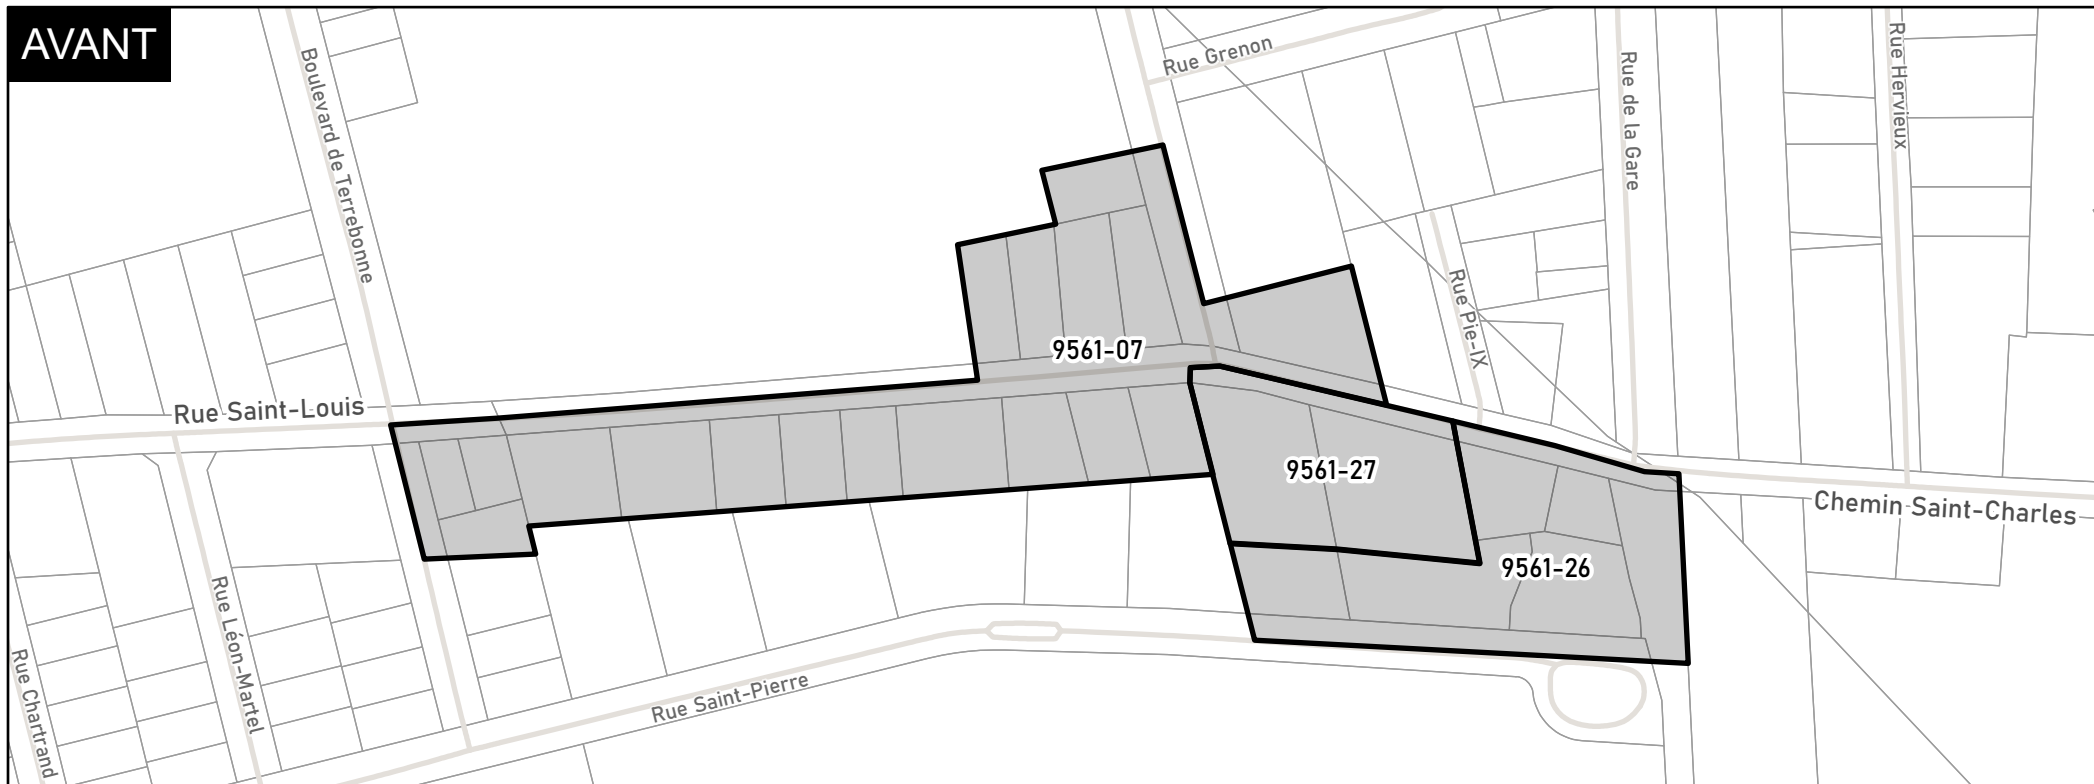 AVANT
Boulevard de Terrebonne
Rue Grenon
Rue de la Gare
Rue Hervieux
Rue Pie-IX
9561-07
Rue Saint-Louis
9561-27
Chemin Saint-Charles
9561-26
Rue Léon-Martel
Rue Chartrand
Rue Saint-Pierre